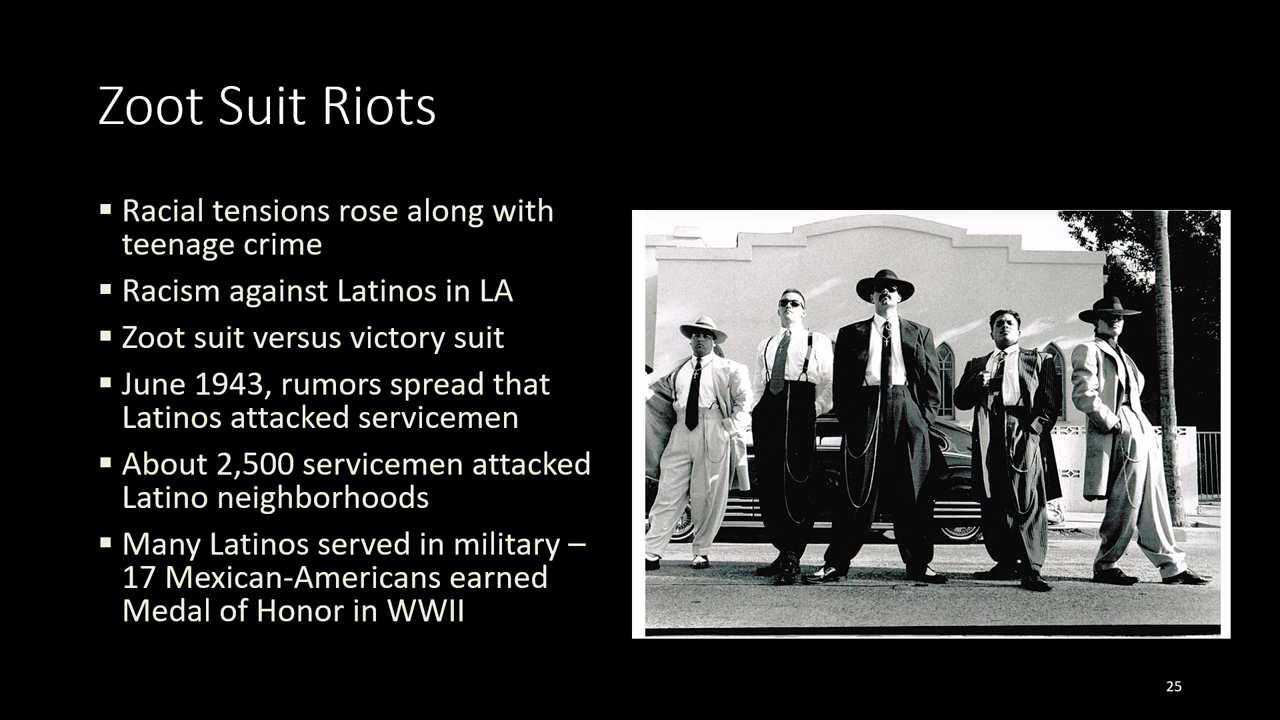 Zoot Suit Riots
▪ Racial tensions rose along with
teenage crime
▪ Racism against Latinos in LA
▪ Zoot suit versus victory suit
▪ June 1943, rumors spread that
Latinos attacked servicemen
▪ About 2,500 servicemen attacked
Latino neighborhoods
▪ Many Latinos served in military –
17 Mexican-Americans earned
Medal of Honor in WWII
25